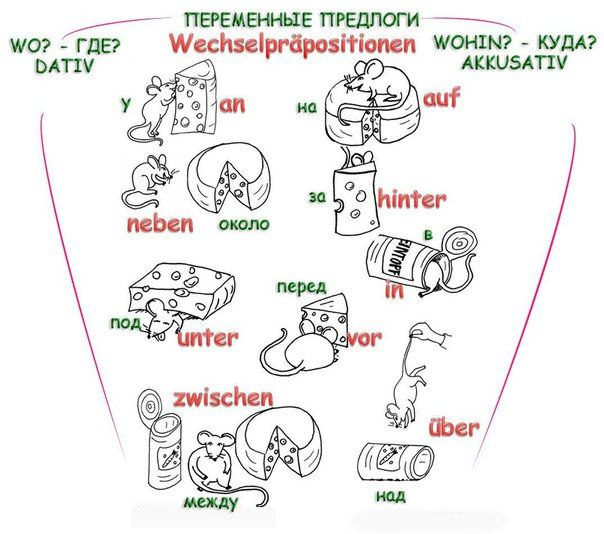 ПЕРЕМЕННЫЕ ПРЕДЛОГИ
WO? - ГДЕ?
DATIV
Wechselpräpositionen
WOHIN? - КУДА?
AKKUSATIV
у
an
на
auf
neben
около
за
hinter
в
EINTOPF
in
под
unter
перед
vor
zwischen
между
über
над